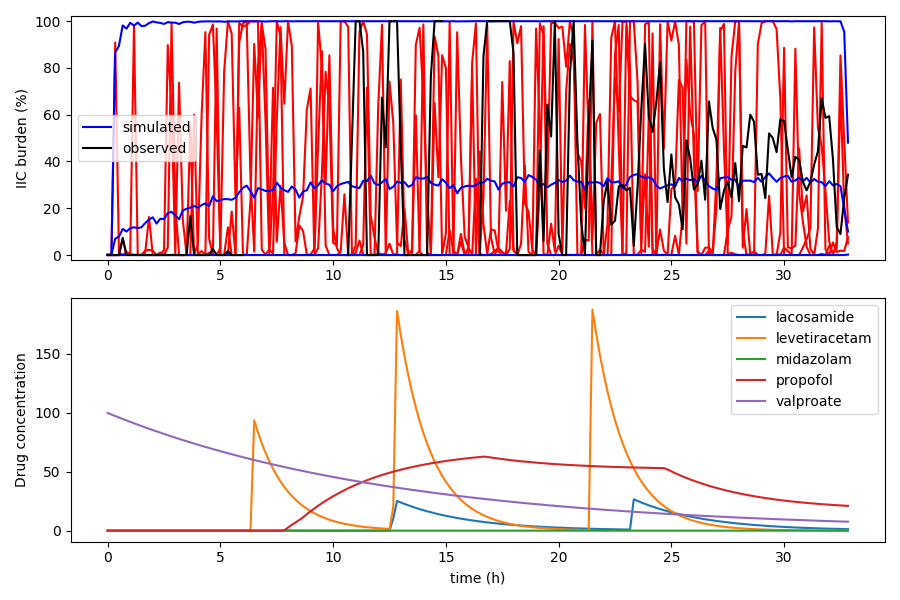 IIC burden (%)
100
80
60
40
20
0
simulated
observed
0 5 10 15 20 25 30
Drug concentration
150
100
50
0
lacosamide
levetiracetam
midazolam
propofol
valproate
0 5 10 15 20 25 30
time (h)